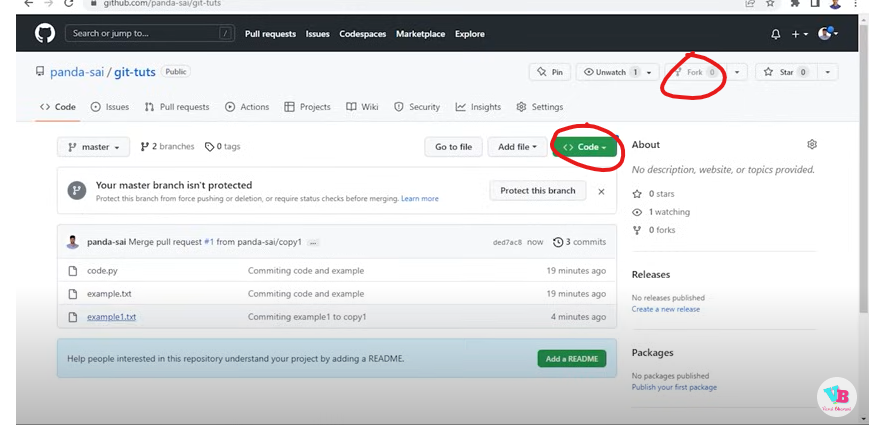 github.com/panda-sai/git-tuts
Search or jump to... / Pull requests Issues Codespaces Marketplace Explore
panda-sai / git-tuts Public Pin Unwatch 1 Fork 0 Star 0
Code Issues Pull requests Actions Projects Wiki Security Insights Settings
master 2 branches 0 tags Go to file Add file Code
Your master branch isn't protected
Protect this branch from force pushing or deletion, or require status checks before merging. Learn more
Protect this branch
panda-sai Merge pull request #1 from panda-sai/copy1 ... ded7ac8 now 3 commits
code.py Commiting code and example 19 minutes ago
example.txt Commiting code and example 19 minutes ago
example1.txt Commiting example1 to copy1 4 minutes ago
Help people interested in this repository understand your project by adding a README. Add a README
About
No description, website, or topics provided.
0 stars
1 watching
0 forks
Releases
No releases published
Create a new release
Packages
No packages published
Publish your first package
VB